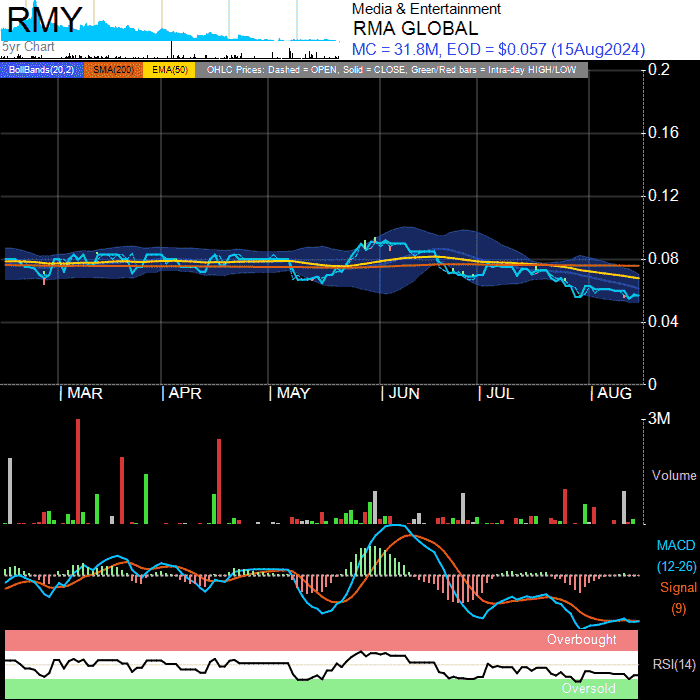 RMY
5yr Chart
Media & Entertainment
RMA GLOBAL
MC = 31.8M, EOD = $0.057 (15Aug2024)
BollBands(20,2) SMA(200) EMA(50) OHLC Prices: Dashed = OPEN, Solid = CLOSE, Green/Red bars = Intra-day HIGH/LOW
0.2
0.16
0.12
0.08
0.04
0
MAR APR MAY JUN JUL AUG
3M
Volume
MACD
(12-26)
Signal
(9)
Overbought
RSI(14)
Oversold